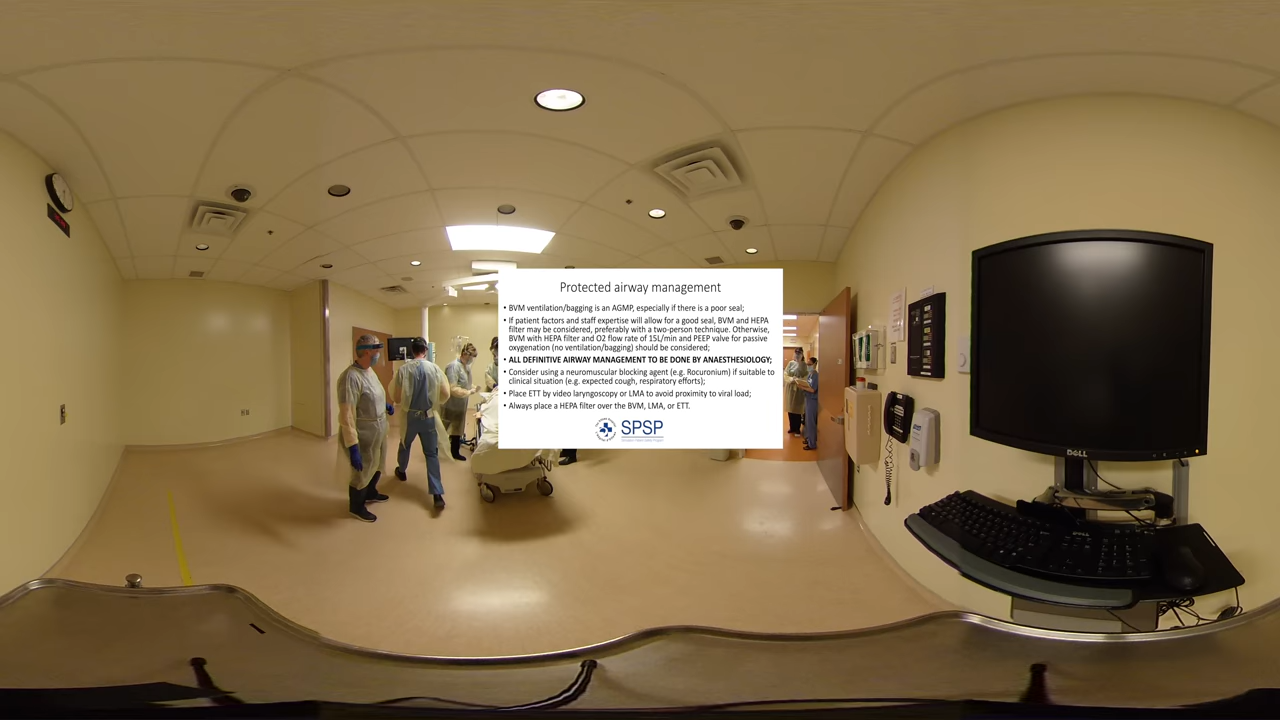 Protected airway management
• BVM ventilation/bagging is an AGMP, especially if there is a poor seal;
• If patient factors and staff expertise will allow for a good seal, BVM and HEPA
filter may be considered, preferably with a two-person technique. Otherwise,
BVM with HEPA filter and O2 flow rate of 15L/min and PEEP valve for passive
oxygenation (no ventilation/bagging) should be considered;
• ALL DEFINITIVE AIRWAY MANAGEMENT TO BE DONE BY ANAESTHESIOLOGY;
• Consider using a neuromuscular blocking agent (e.g. Rocuronium) if suitable to
clinical situation (e.g. expected cough, respiratory efforts);
• Place ETT by video laryngoscopy or LMA to avoid proximity to viral load;
• Always place a HEPA filter over the BVM, LMA, or ETT.
SPSP
DELL
DELL